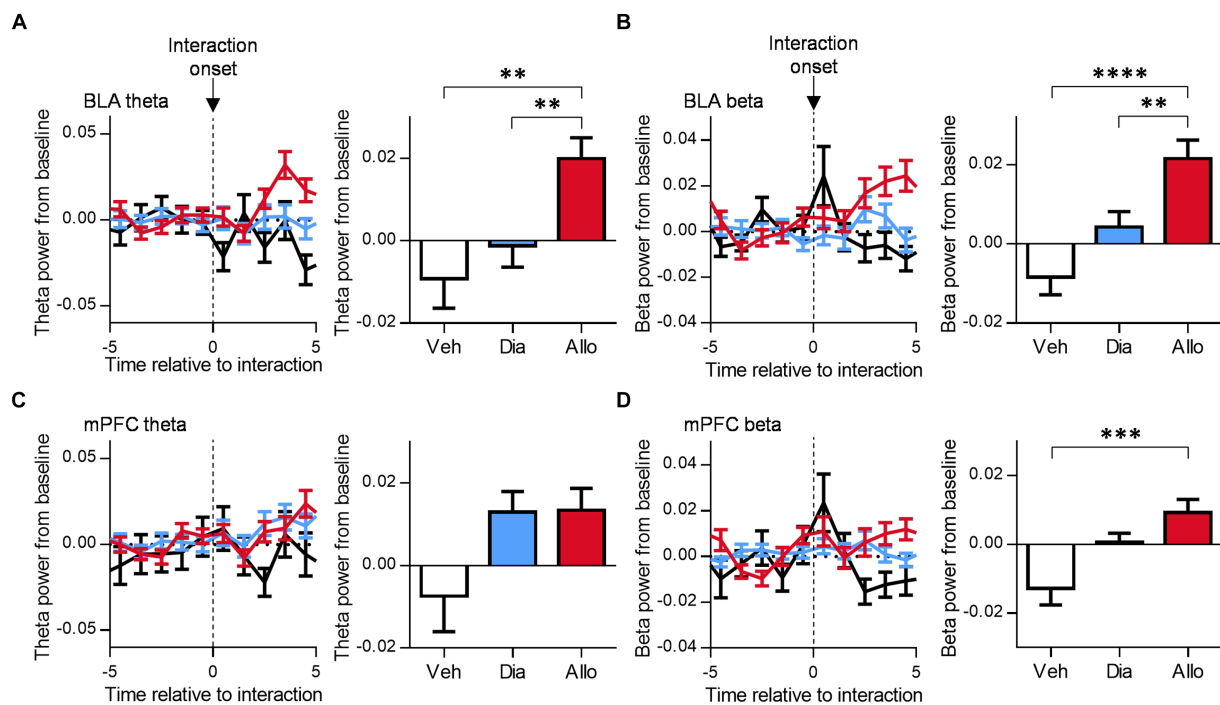 A
Interaction
onset
BLA theta
Theta power from baseline
0.05
0.00
-0.05
-5
0
5
Time relative to interaction
**
**
Theta power from baseline
0.02
0.00
-0.02
Veh
Dia
Allo
B
Interaction
onset
BLA beta
Beta power from baseline
0.04
0.02
0.00
-0.02
-0.04
-5
0
5
Time relative to interaction
****
**
Beta power from baseline
0.02
0.00
-0.02
Veh
Dia
Allo
C
mPFC theta
Theta power from baseline
0.05
0.00
-0.05
-5
0
5
Time relative to interaction
Theta power from baseline
0.02
0.00
-0.02
Veh
Dia
Allo
D
mPFC beta
Beta power from baseline
0.04
0.02
0.00
-0.02
-0.04
-5
0
5
Time relative to interaction
***
Beta power from baseline
0.02
0.00
-0.02
Veh
Dia
Allo